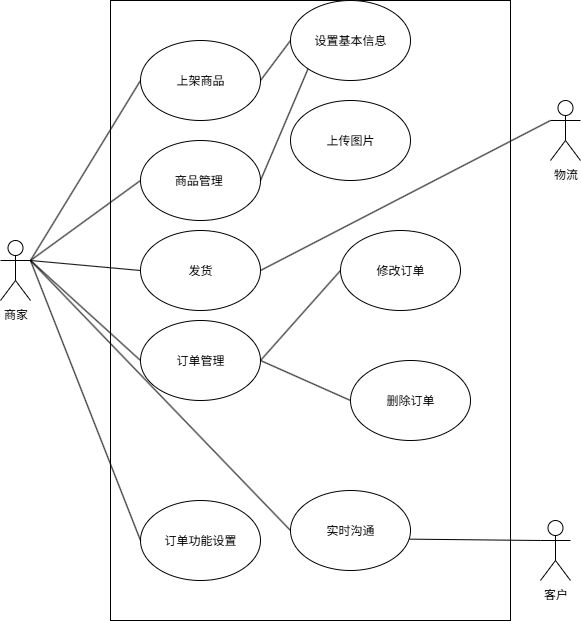 设置基本信息
上架商品
上传图片
物流
商品管理
发货
修改订单
商家
订单管理
删除订单
订单功能设置
实时沟通
客户